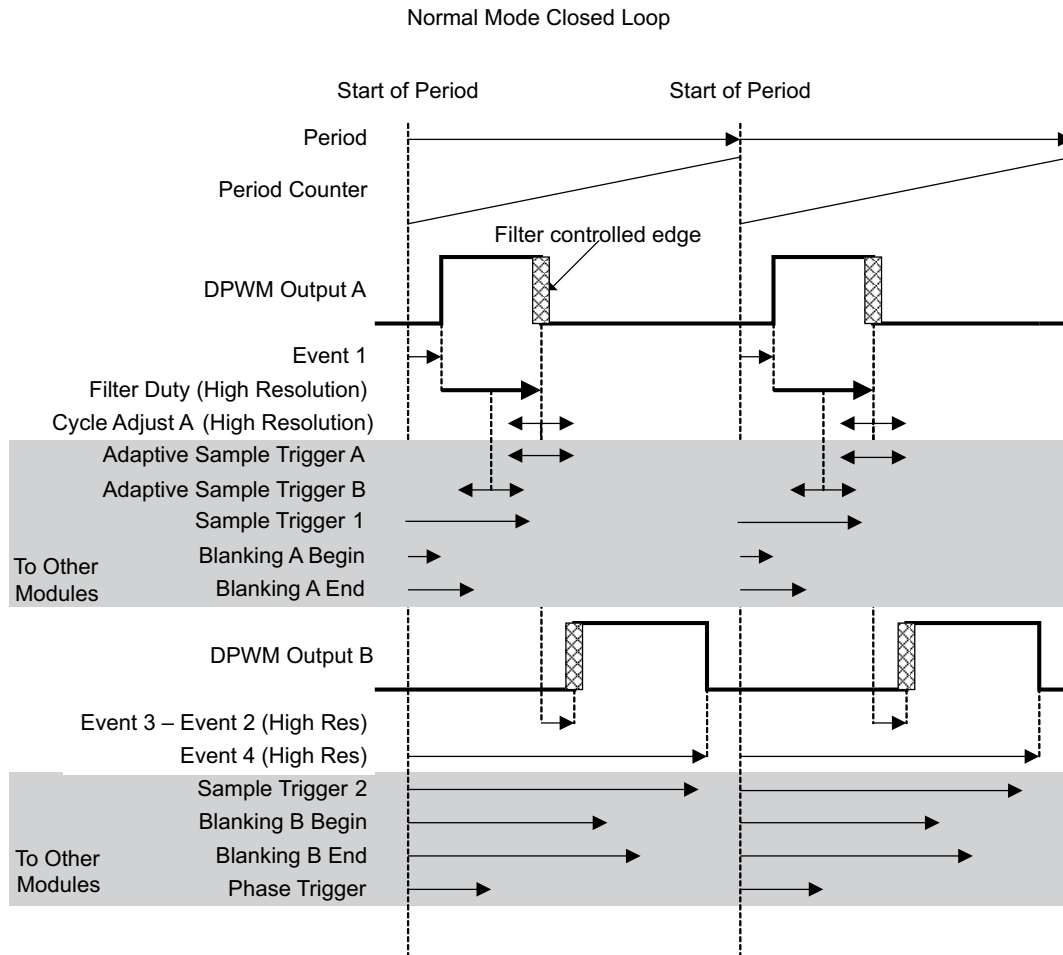 Normal Mode Closed Loop
Start of Period
Start of Period
Period
Period Counter
Filter controlled edge
DPWM Output A
Event 1
Filter Duty (High Resolution)
Cycle Adjust A (High Resolution)
Adaptive Sample Trigger A
Adaptive Sample Trigger B
Sample Trigger 1
Blanking A Begin
To Other
Modules
Blanking A End
DPWM Output B
Event 3 – Event 2 (High Res)
Event 4 (High Res)
Sample Trigger 2
Blanking B Begin
Blanking B End
To Other
Modules
Phase Trigger